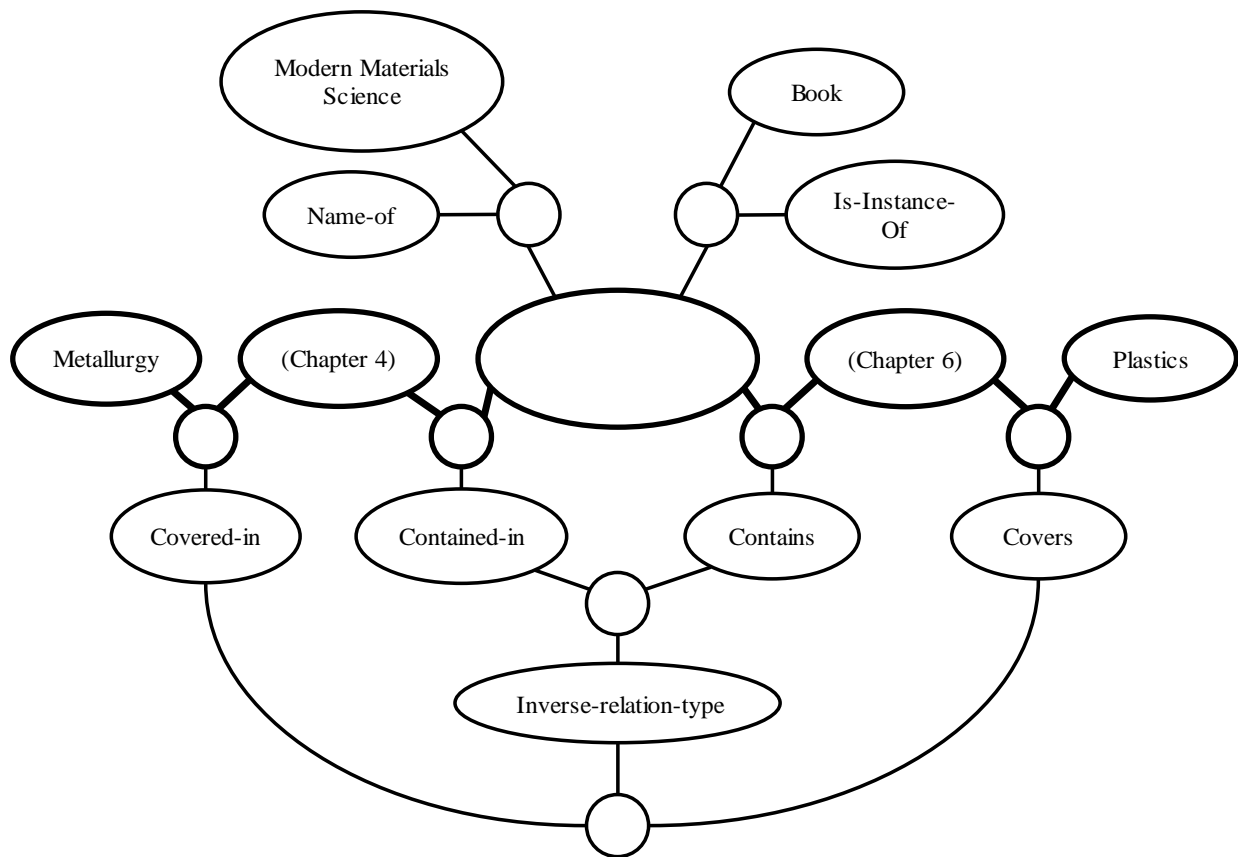 Modern Materials
Science
Book
Name-of
Is-Instance-
Of
Metallurgy
(Chapter 4)
(Chapter 6)
Plastics
Covered-in
Contained-in
Contains
Covers
Inverse-relation-type